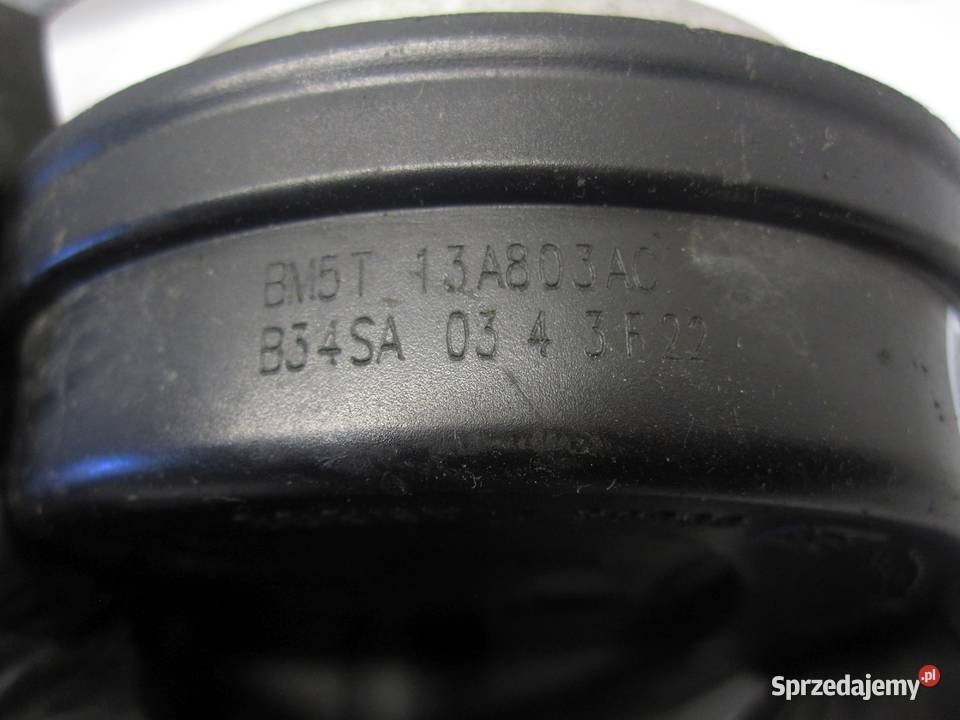 BM5T 13A803AC
B34SA 03 4 3F22
Sprzedajemy.pl